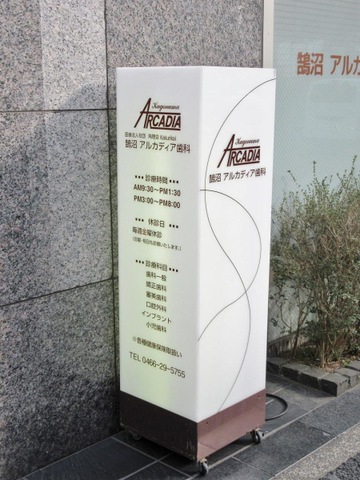 Kugenuma
ARCADIA
鵠沼 アルカディア歯科
••• 診療時間 •••
AM9:30〜PM1:30
PM3:00〜PM8:00
••• 休診日 •••
毎週金曜休診
••• 診療科目 •••
歯科一般
矯正歯科
審美歯科
口腔外科
インプラント
小児歯科
※各種健康保険取扱い
TEL 0466-29-5755
Kugenuma
ARCADIA
鵠沼 アルカディア歯科
鵠沼 アルカ